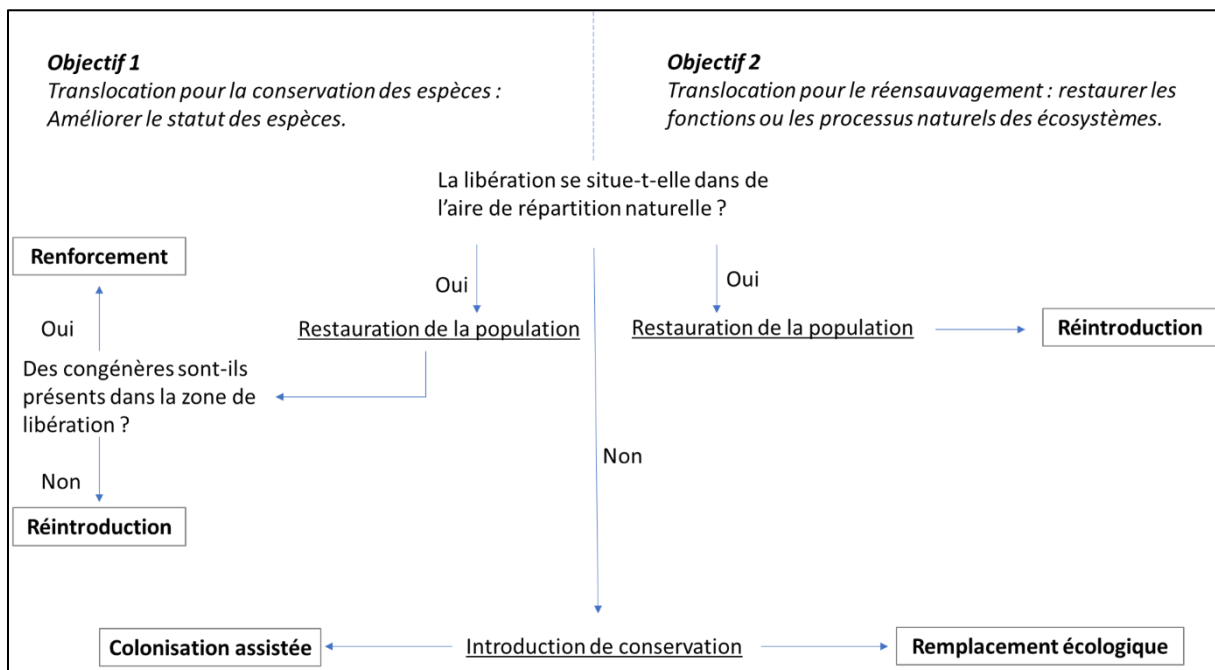 Objectif 1
Translocation pour la conservation des espèces :
Améliorer le statut des espèces.
Objectif 2
Translocation pour le réensauvagement : restaurer les
fonctions ou les processus naturels des écosystèmes.
La libération se situe-t-elle dans de
l'aire de répartition naturelle ?
Renforcement
Oui
Oui
Oui
Restauration de la population
Restauration de la population
Réintroduction
Des congénères sont-ils
présents dans la zone de
libération ?
Non
Non
Réintroduction
Colonisation assistée
Introduction de conservation
Remplacement écologique